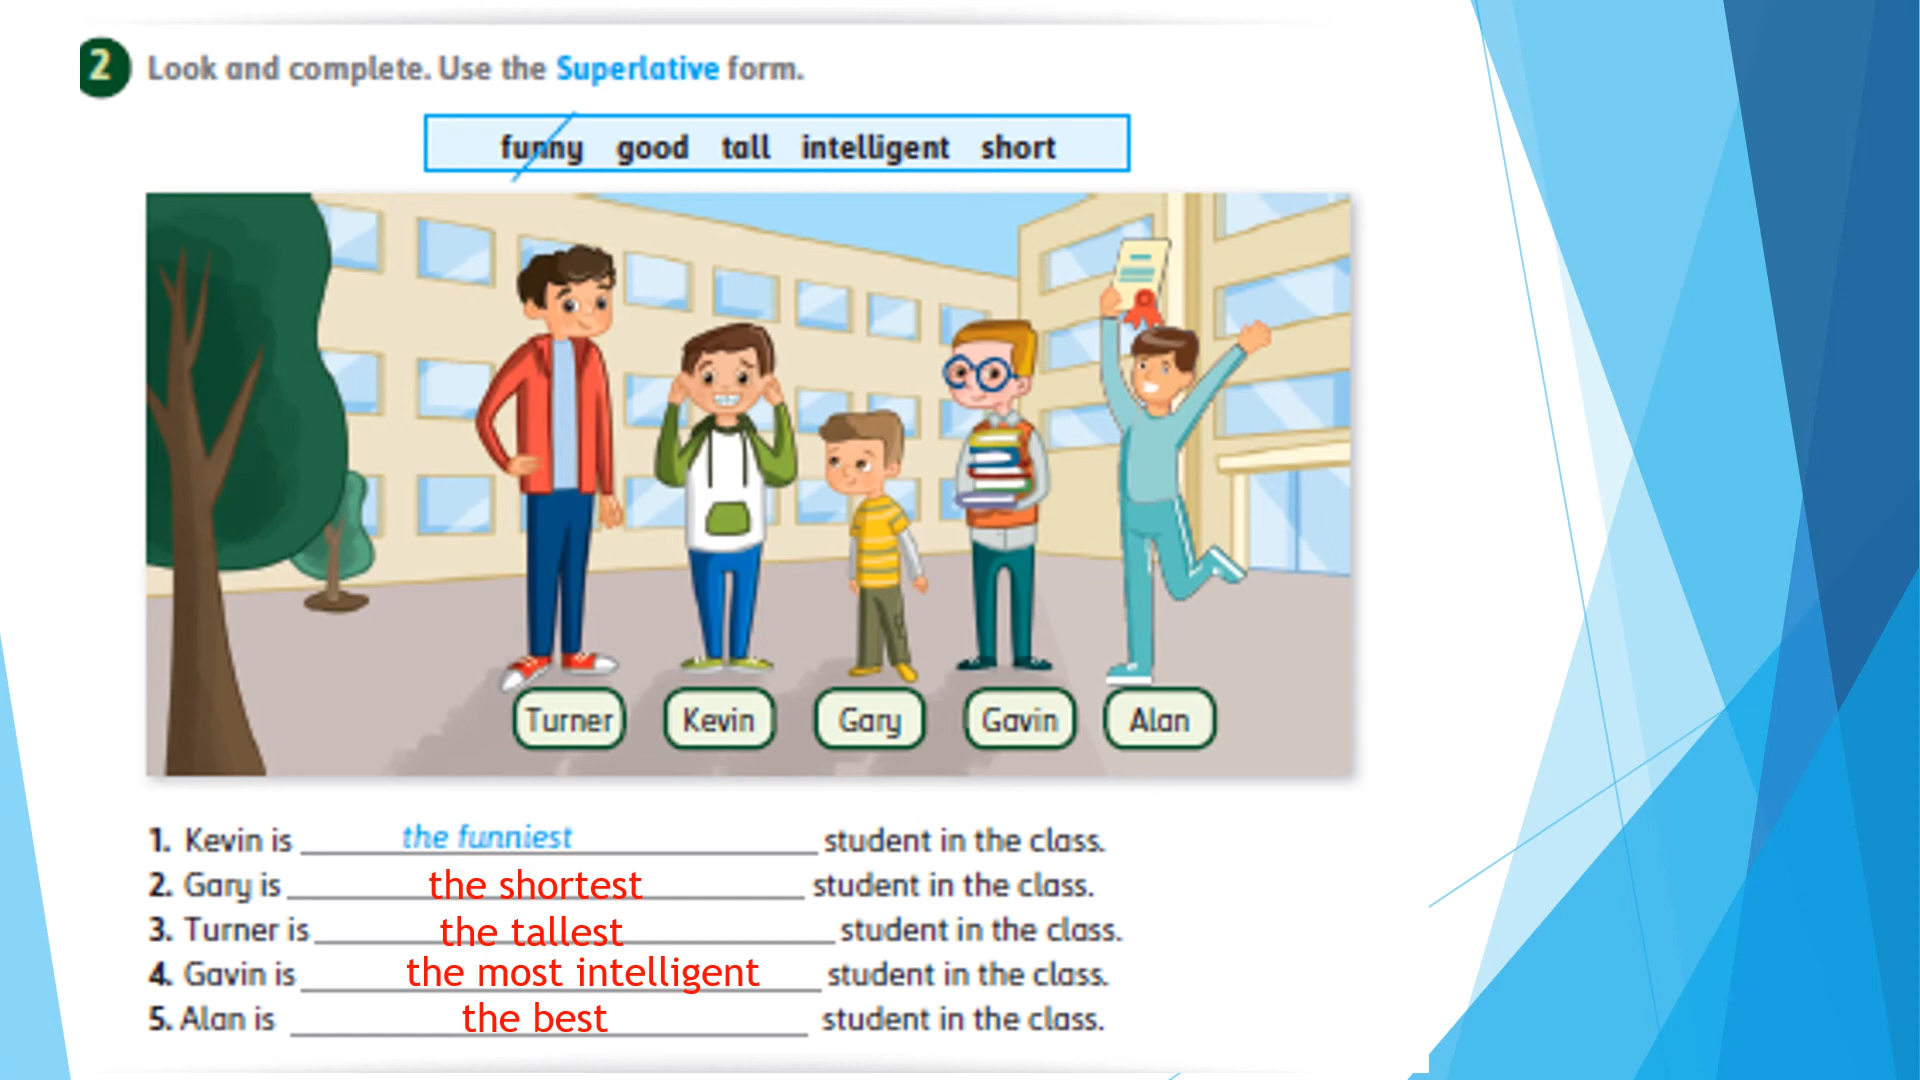 2 Look and complete. Use the Superlative form.
funny good tall intelligent short
Turner Kevin Gary Gavin Alan
1. Kevin is the funniest student in the class.
2. Gary is the shortest student in the class.
3. Turner is the tallest student in the class.
4. Gavin is the most intelligent student in the class.
5. Alan is the best student in the class.